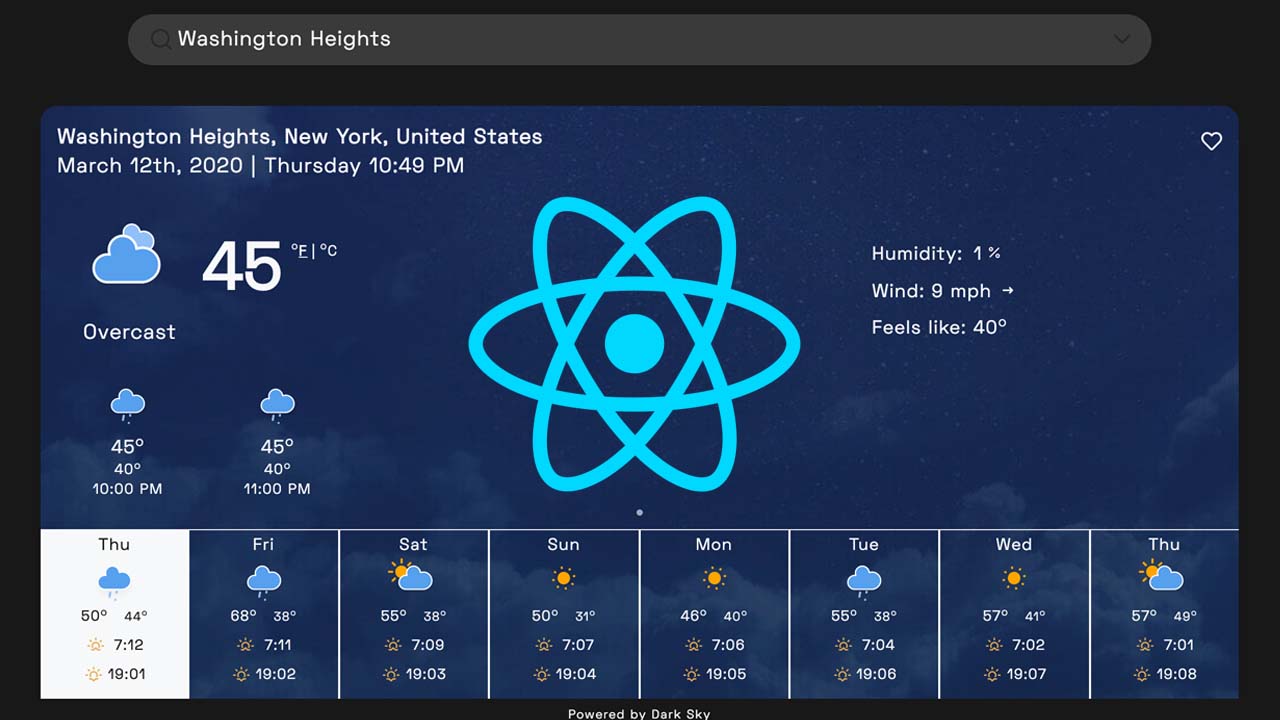 Washington Heights
Washington Heights, New York, United States
March 12th, 2020 | Thursday 10:49 PM
45 °F | °C
Overcast
Humidity: 1 %
Wind: 9 mph →
Feels like: 40°
45° 45°
40° 40°
10:00 PM 11:00 PM
Thu Fri Sat Sun Mon Tue Wed Thu
50° 44° 68° 38° 55° 38° 50° 31° 46° 40° 55° 38° 57° 41° 57° 49°
7:12 7:11 7:09 7:07 7:06 7:04 7:02 7:01
19:01 19:02 19:03 19:04 19:05 19:06 19:07 19:08
Powered by Dark Sky